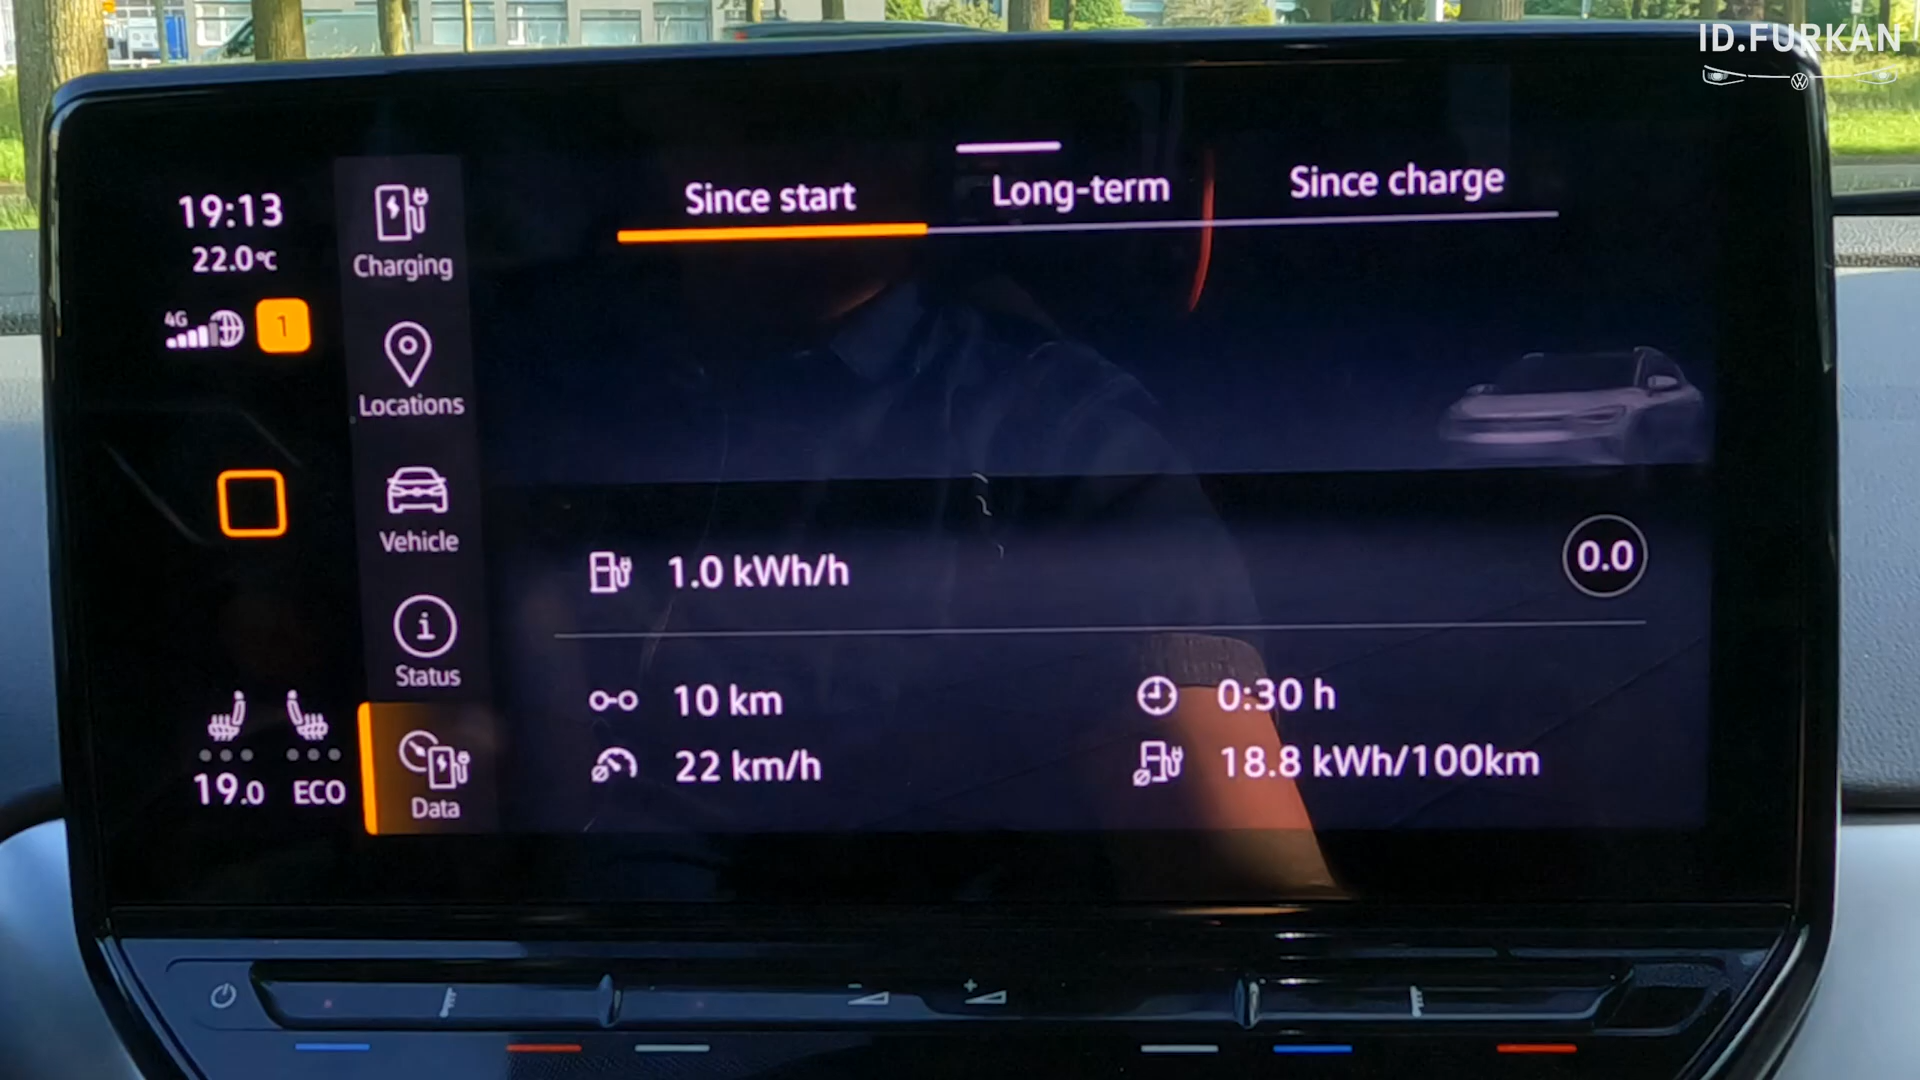 ID.FURKAN
19:13
22.0°C
4G
1
Charging
Locations
Vehicle
Status
Data
19.0
ECO
Since start
Long-term
Since charge
1.0 kWh/h
0.0
10 km
0:30 h
22 km/h
18.8 kWh/100km